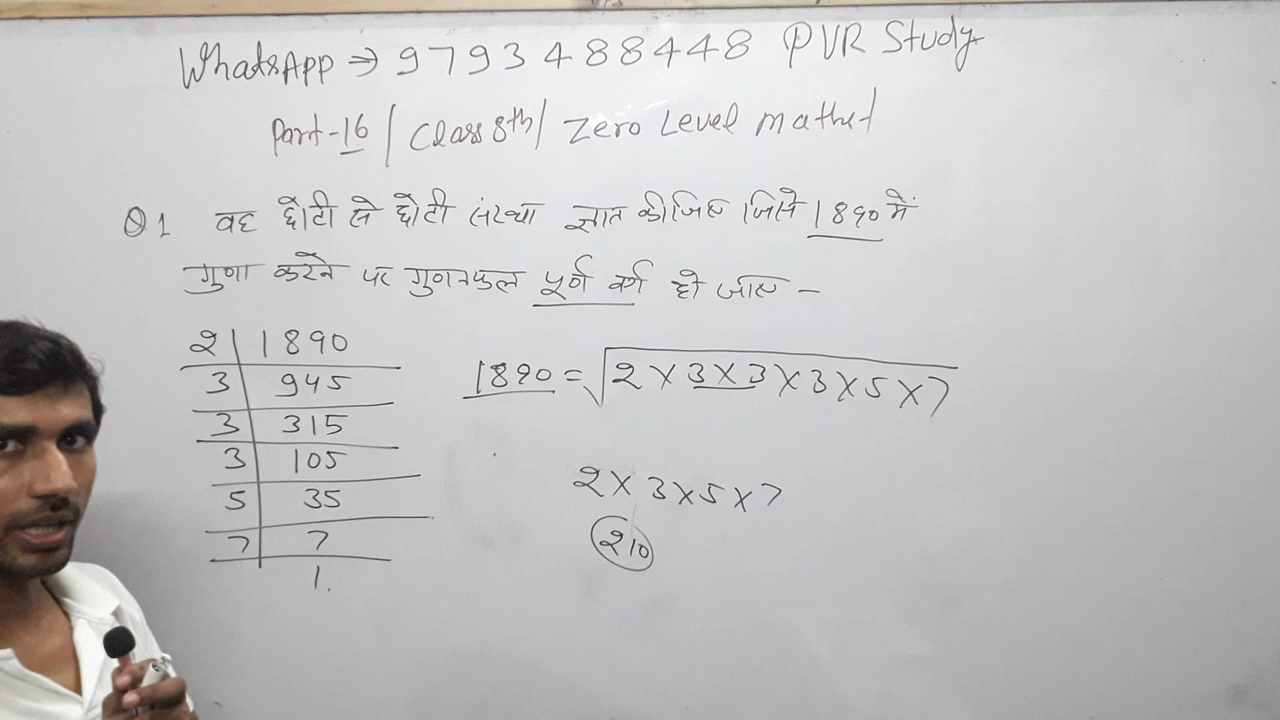 WhatsApp ⇒ 9793488448 PVR Study
Part-16 / Class 8th / Zero Level
Q1 वह छोटी से छोटी संख्या ज्ञात कीजिए जिसे 1890 में
गुणा करने पर गुणनफल पूर्ण वर्ग हो जाए -
2 | 1890
3 | 945
3 | 315
3 | 105
5 | 35
7 | 7
1.
1890 = √2×3×3×3×5×7
2×3×5×7
210